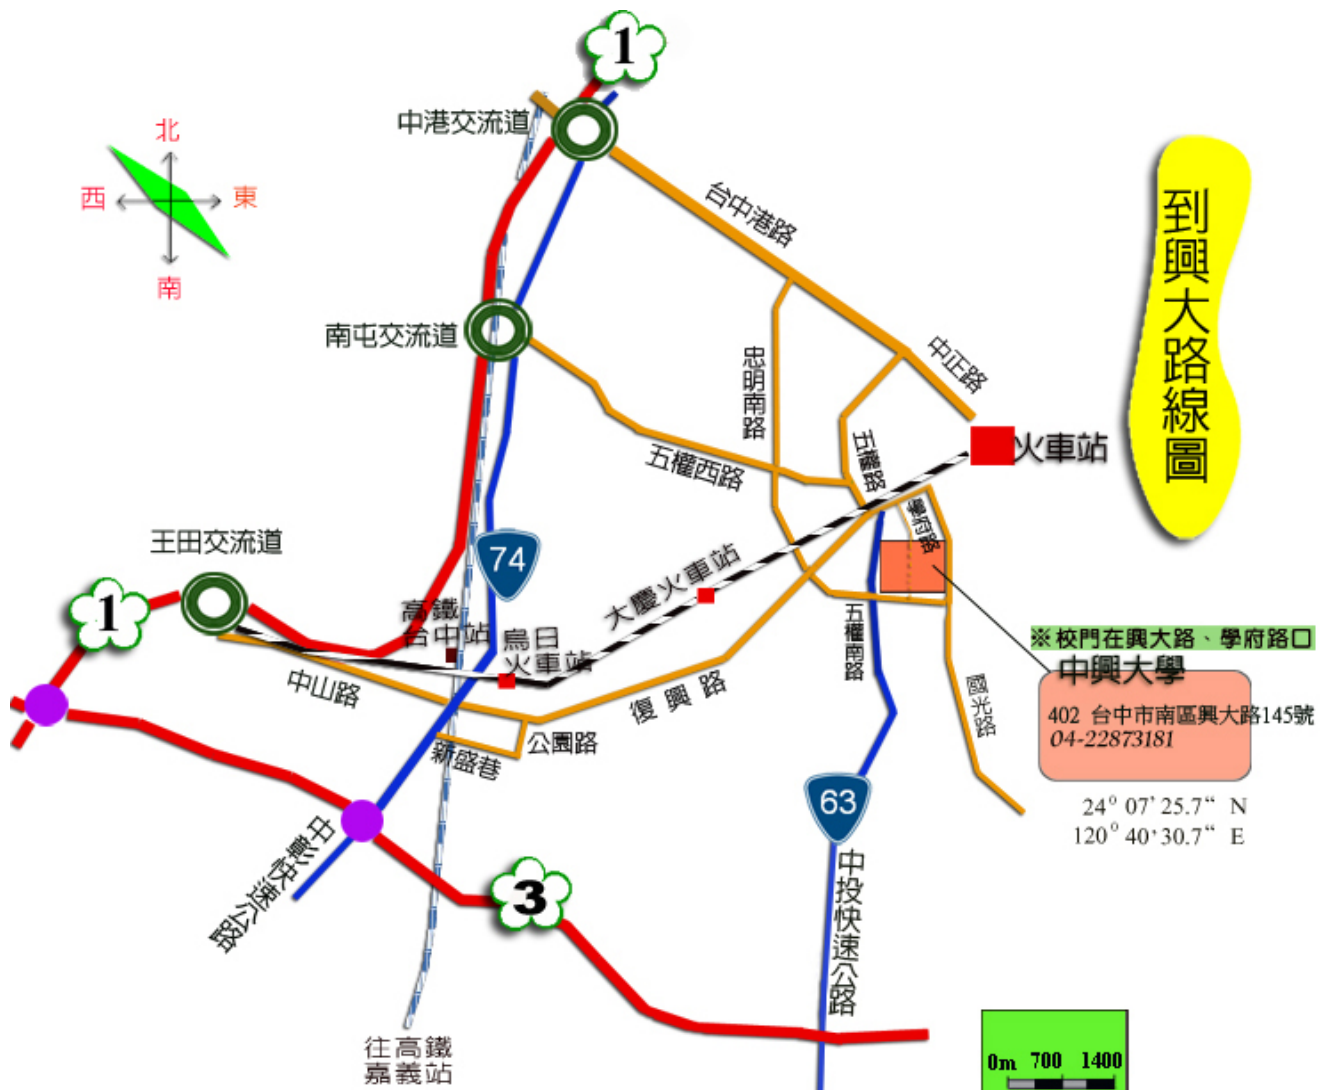 1
中港交流道
北
西
東
南
台中港路
到興大路線圖
南屯交流道
忠明南路
中正路
火車站
五權路
五權西路
學府路
王田交流道
74
大慶火車站
1
高鐵
台中站
烏日
火車站
五權南路
※校門在興大路、學府路口
中興大學
402 台中市南區興大路145號
04-22873181
中山路
復興路
國光路
公園路
新盛巷
63
24° 07' 25.7“ N
120° 40' 30.7“ E
中彰快速公路
3
中投快速公路
往高鐵
嘉義站
0m 700 1400